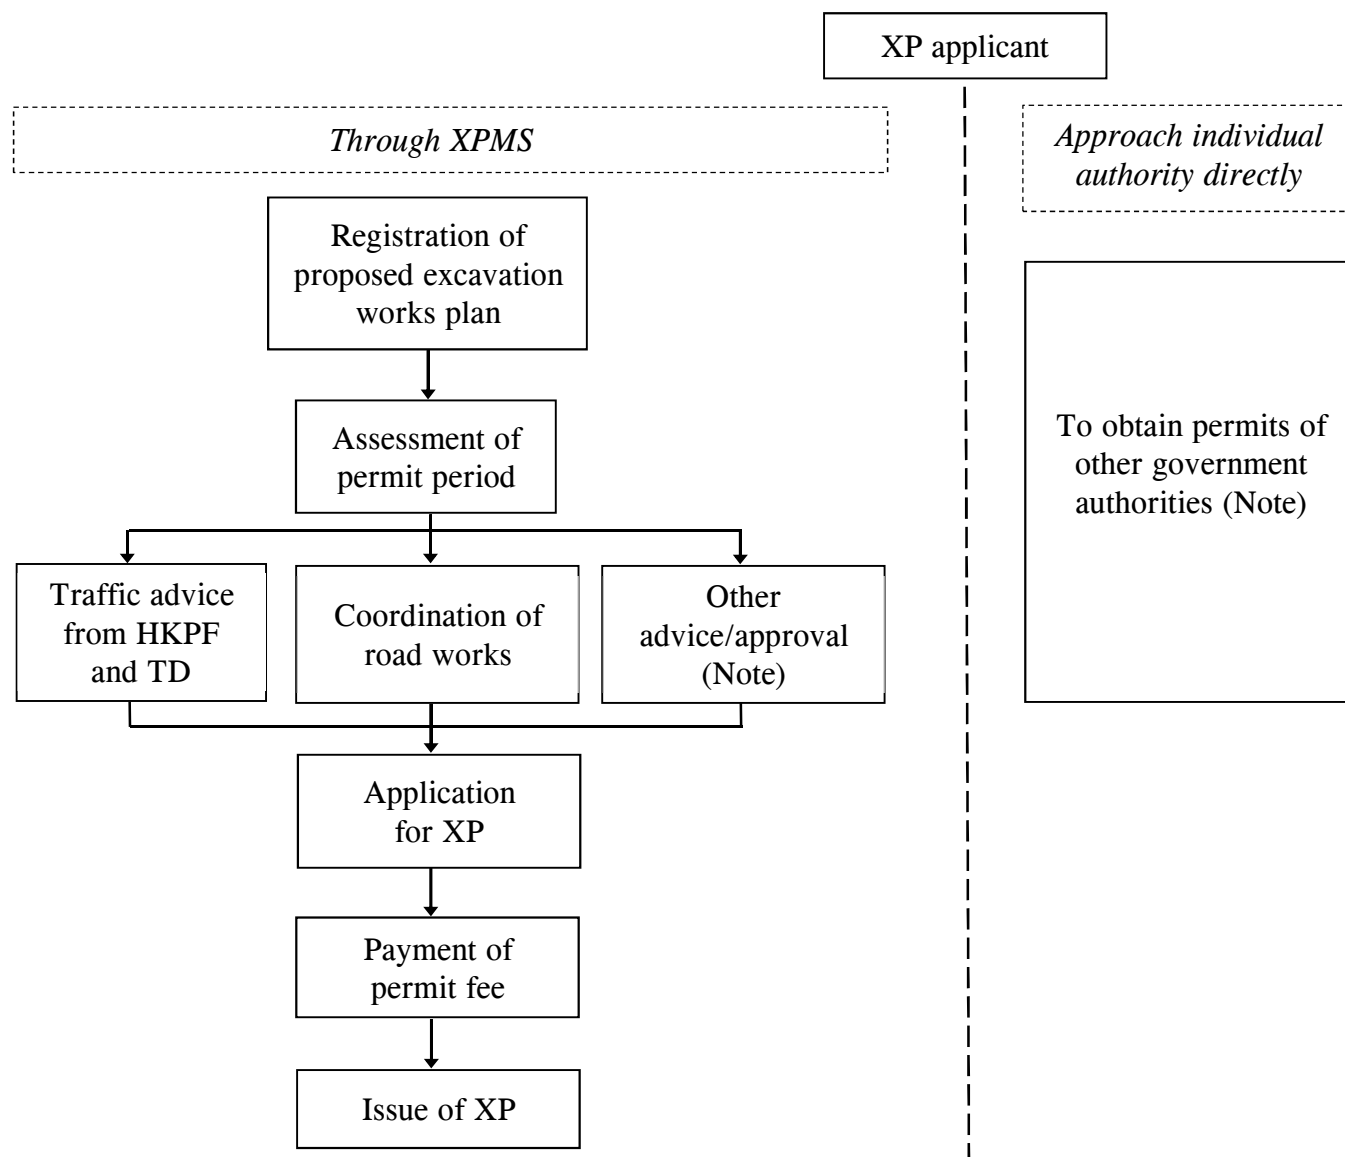 XP applicant
Through XPMS
Approach individual
authority directly
Registration of
proposed excavation
works plan
Assessment of
permit period
Traffic advice
from HKPF
and TD
Coordination of
road works
Other
advice/approval
(Note)
To obtain permits of
other government
authorities (Note)
Application
for XP
Payment of
permit fee
Issue of XP